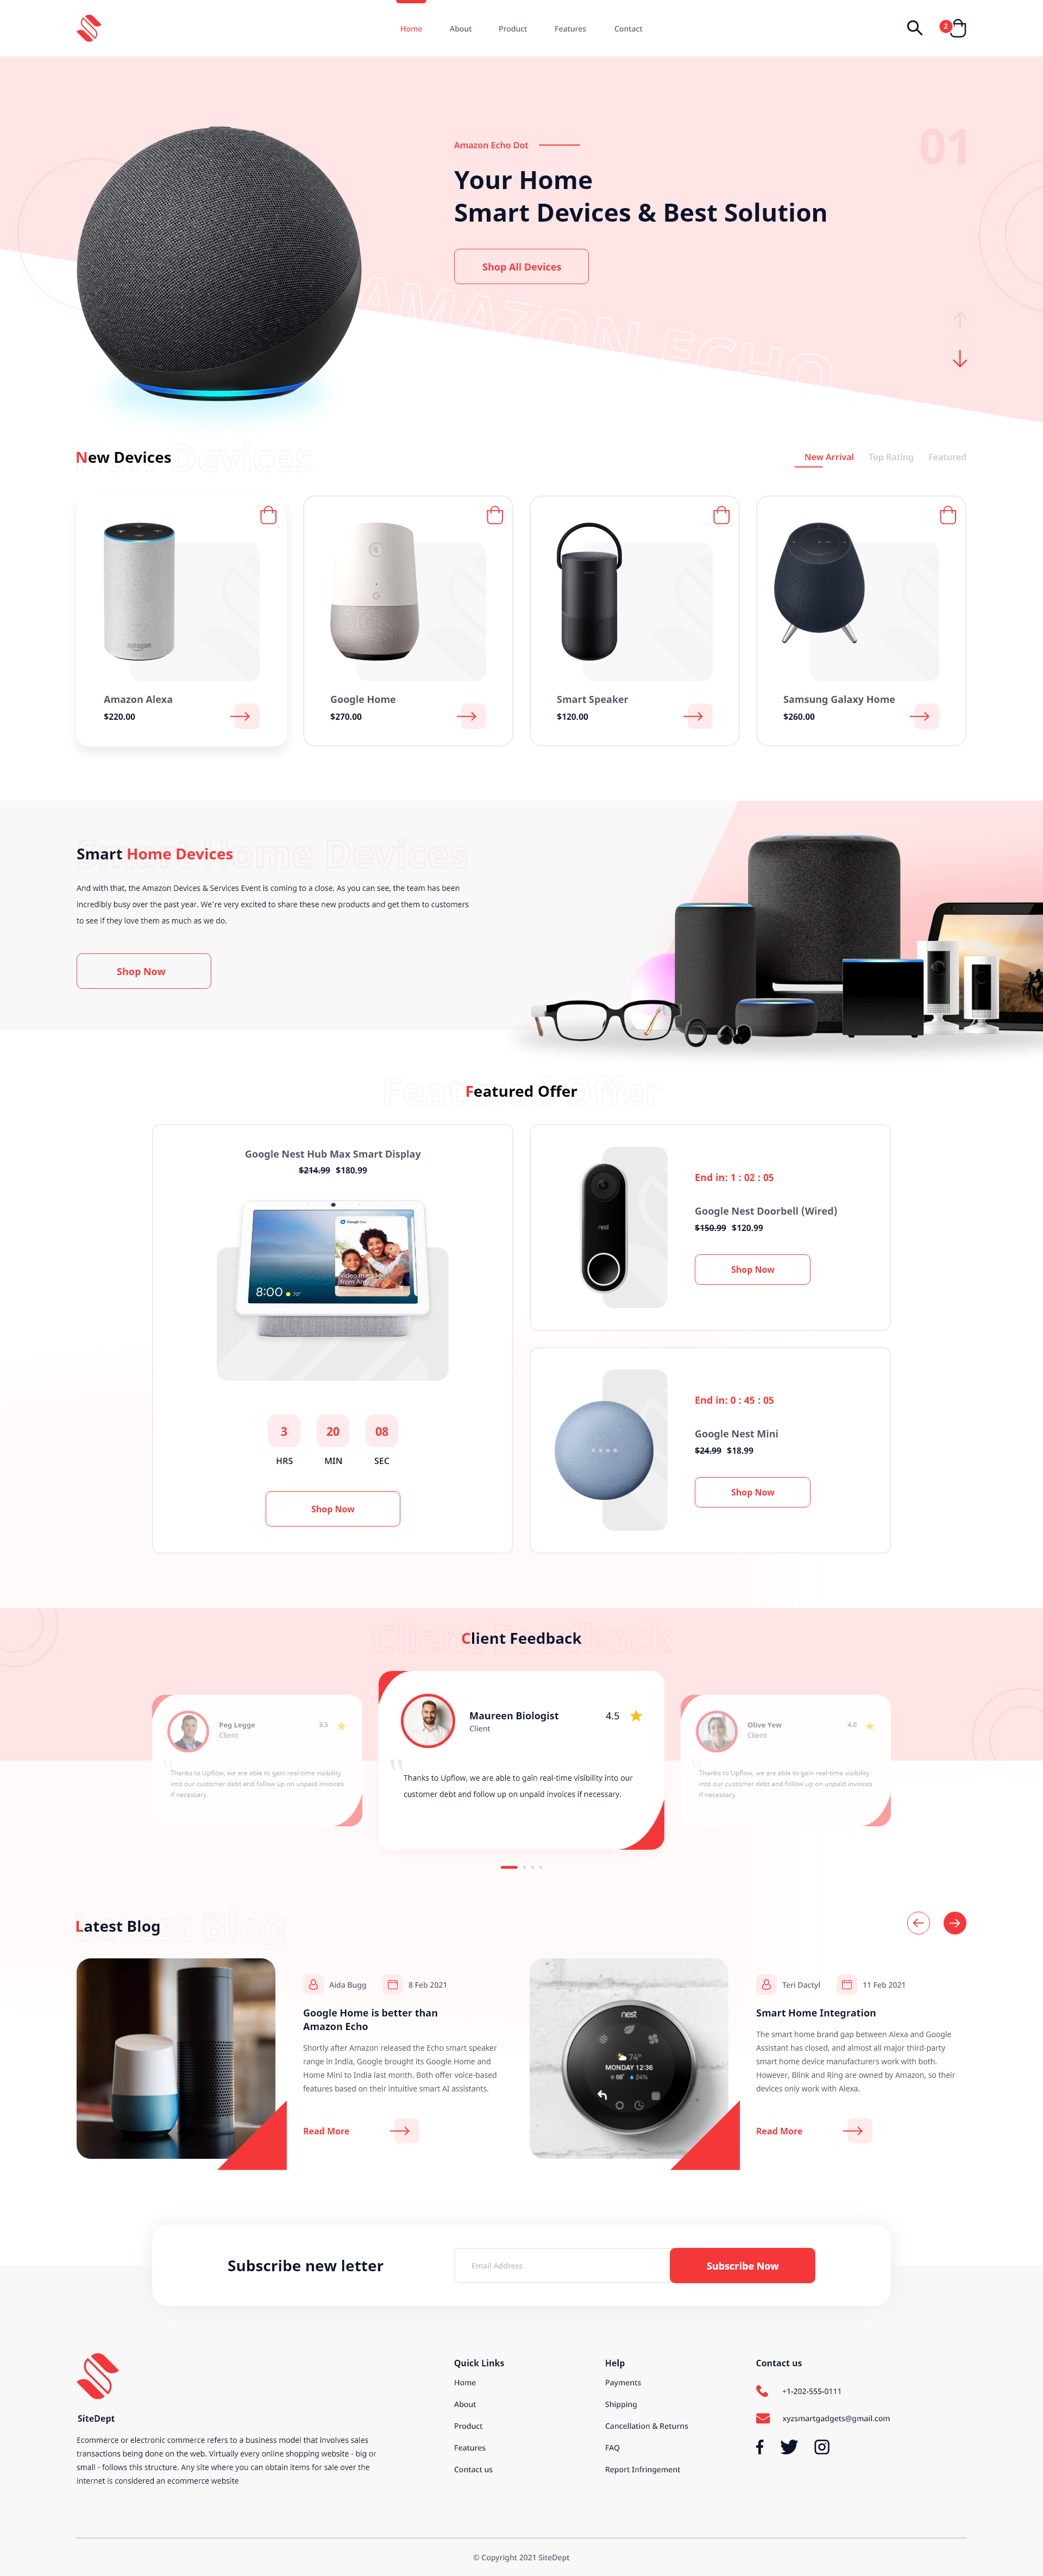 Home
About
Product
Features
Contact
2
Amazon Echo Dot
01
Your Home
Smart Devices & Best Solution
Shop All Devices
AMAZON ECHO
New Devices
New Devices
New Arrival
Top Rating
Featured
amazon
G
Amazon Alexa
$220.00
Google Home
$270.00
Smart Speaker
$120.00
Samsung Galaxy Home
$260.00
Smart Home Devices
Smart Home Devices
And with that, the Amazon Devices & Services Event is coming to a close. As you can see, the team has been
incredibly busy over the past year. We're very excited to share these new products and get them to customers
to see if they love them as much as we do.
Shop Now
Featured Offer
Featured Offer
Google Nest Hub Max Smart Display
$214.99 $180.99
Google Duo
Video message
from Amy
8:00
70°
3
20
08
HRS
MIN
SEC
Shop Now
nest
End in: 1 : 02 : 05
Google Nest Doorbell (Wired)
$150.99 $120.99
Shop Now
End in: 0 : 45 : 05
Google Nest Mini
$24.99 $18.99
Shop Now
Client Feedback
Client Feedback
Peg Legge
Client
3.5
Thanks to Upflow, we are able to gain real-time visibility
into our customer debt and follow up on unpaid invoices
if necessary.
Maureen Biologist
Client
4.5
"
Thanks to Upflow, we are able to gain real-time visibility into our
customer debt and follow up on unpaid invoices if necessary.
Olive Yew
Client
4.0
Thanks to Upflow, we are able to gain real-time visibility
into our customer debt and follow up on unpaid invoices
if necessary.
Latest Blog
Latest Blog
Aida Bugg
8 Feb 2021
Google Home is better than
Amazon Echo
Shortly after Amazon released the Echo smart speaker
range in India, Google brought its Google Home and
Home Mini to India last month. Both offer voice-based
features based on their intuitive smart AI assistants.
Read More
nest
74°
MONDAY 12:36
68°
24%
Teri Dactyl
11 Feb 2021
Smart Home Integration
The smart home brand gap between Alexa and Google
Assistant has closed, and almost all major third-party
smart home device manufacturers work with both.
However, Blink and Ring are owned by Amazon, so their
devices only work with Alexa.
Read More
Subscribe new letter
Email Address
Subscribe Now
SiteDept
Ecommerce or electronic commerce refers to a business model that involves sales
transactions being done on the web. Virtually every online shopping website - big or
small - follows this structure. Any site where you can obtain items for sale over the
internet is considered an ecommerce website
Quick Links
Home
About
Product
Features
Contact us
Help
Payments
Shipping
Cancellation & Returns
FAQ
Report Infringement
Contact us
+1-202-555-0111
xyzsmartgadgets@gmail.com
© Copyright 2021 SiteDept